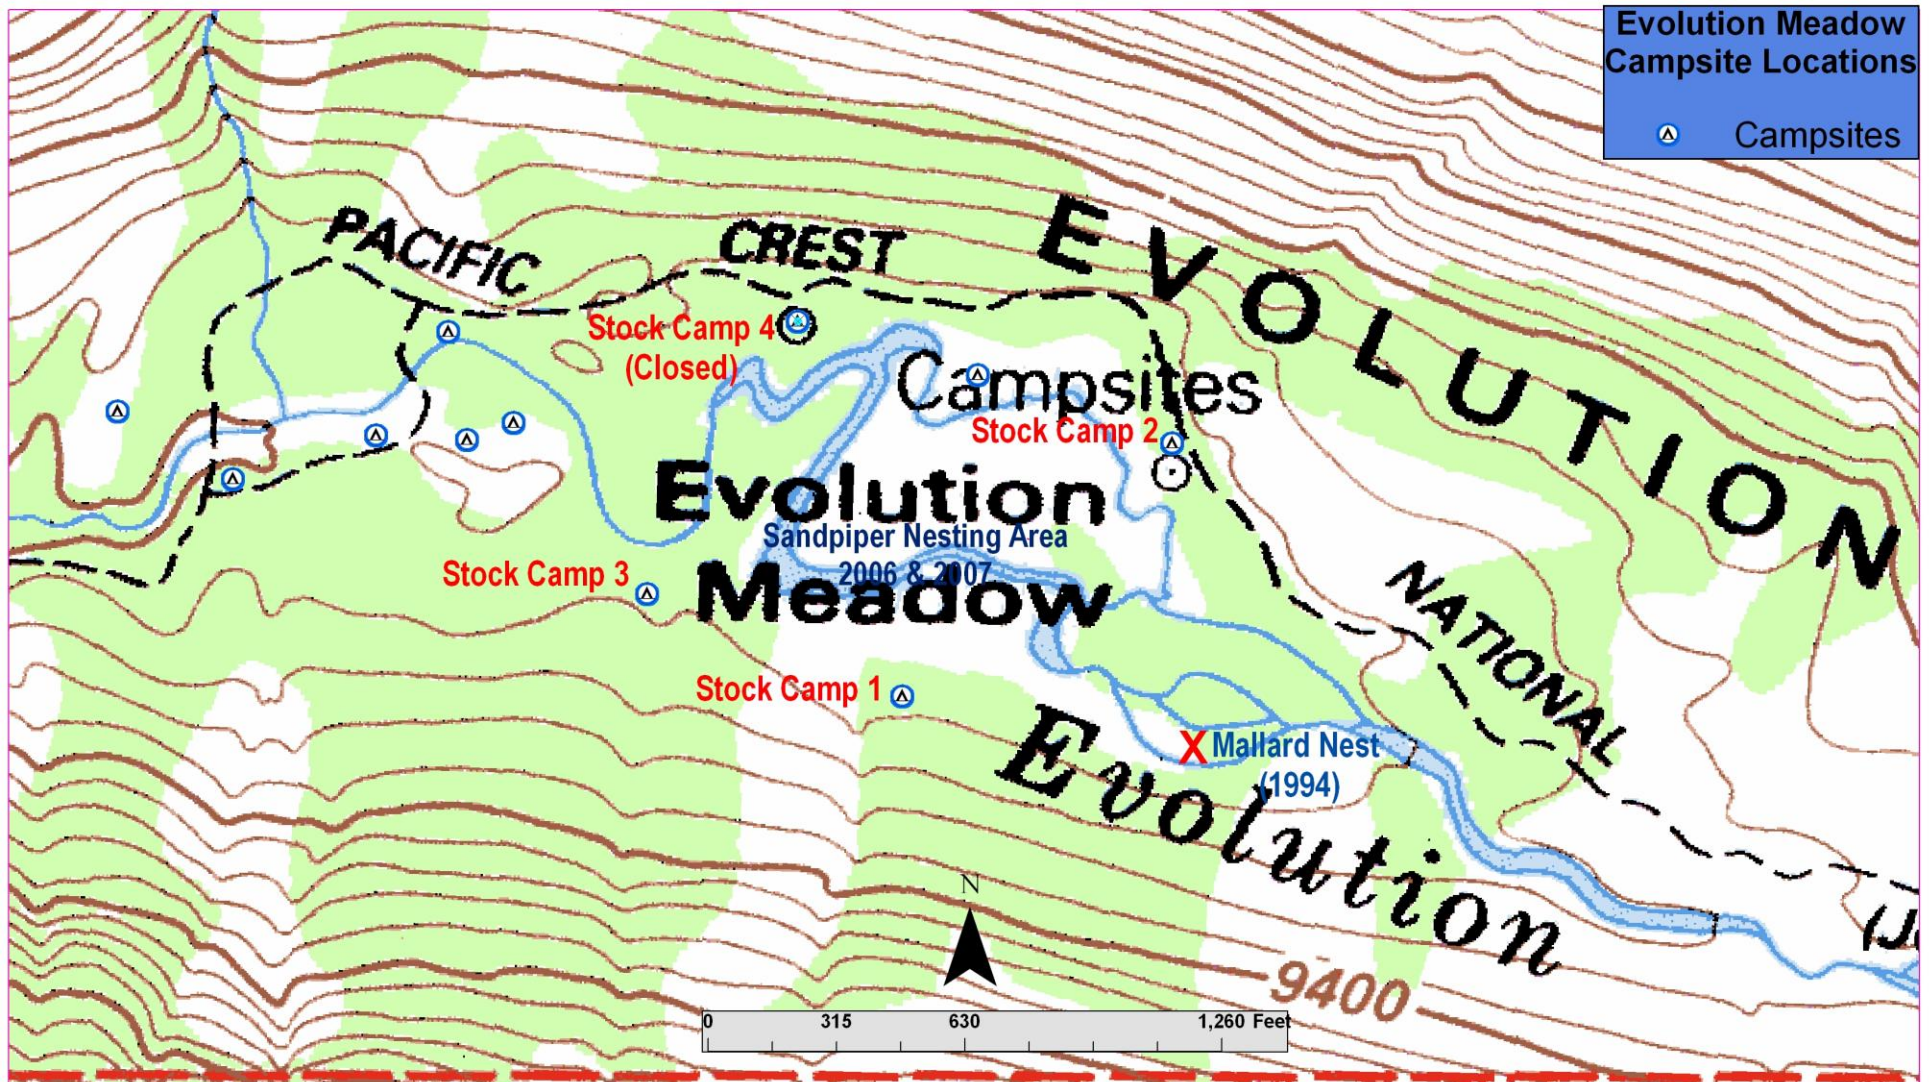 Evolution Meadow
Campsite Locations
Campsites
PACIFIC
CREST
EVOLUTION
Stock Camp 4
(Closed)
Campsites
Stock Camp 2
Evolution
Sandpiper Nesting Area
2006 & 2007
Meadow
Stock Camp 3
NATIONAL
Stock Camp 1
X Mallard Nest
(1994)
Evolution
N
9400
0 315 630 1,260 Feet